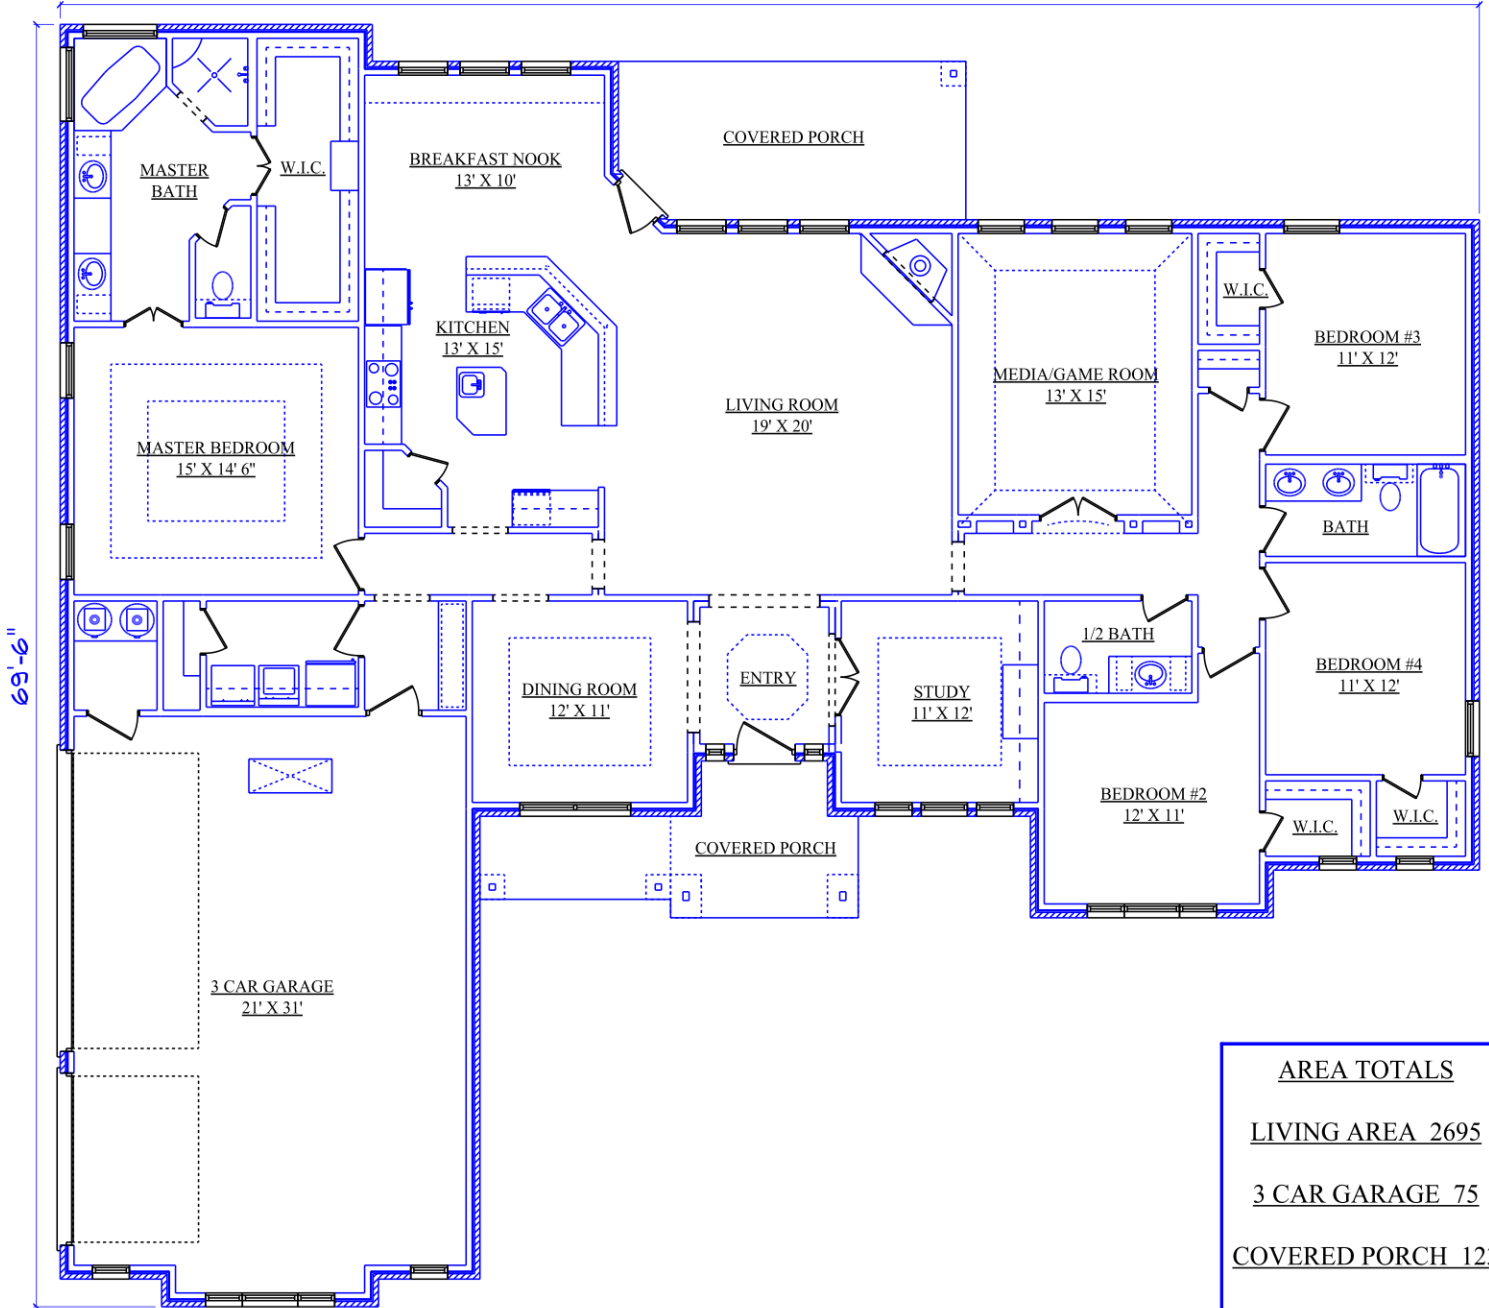 COVERED PORCH
BREAKFAST NOOK
13' X 10'
MASTER
BATH
W.I.C.
W.I.C.
KITCHEN
13' X 15'
BEDROOM #3
11' X 12'
MEDIA/GAME ROOM
13' X 15'
LIVING ROOM
19' X 20'
MASTER BEDROOM
15' X 14' 6"
BATH
69'-6"
1/2 BATH
ENTRY
DINING ROOM
12' X 11'
STUDY
11' X 12'
BEDROOM #4
11' X 12'
BEDROOM #2
12' X 11'
W.I.C.
W.I.C.
COVERED PORCH
3 CAR GARAGE
21' X 31'
AREA TOTALS
LIVING AREA 2695
3 CAR GARAGE 75
COVERED PORCH 12